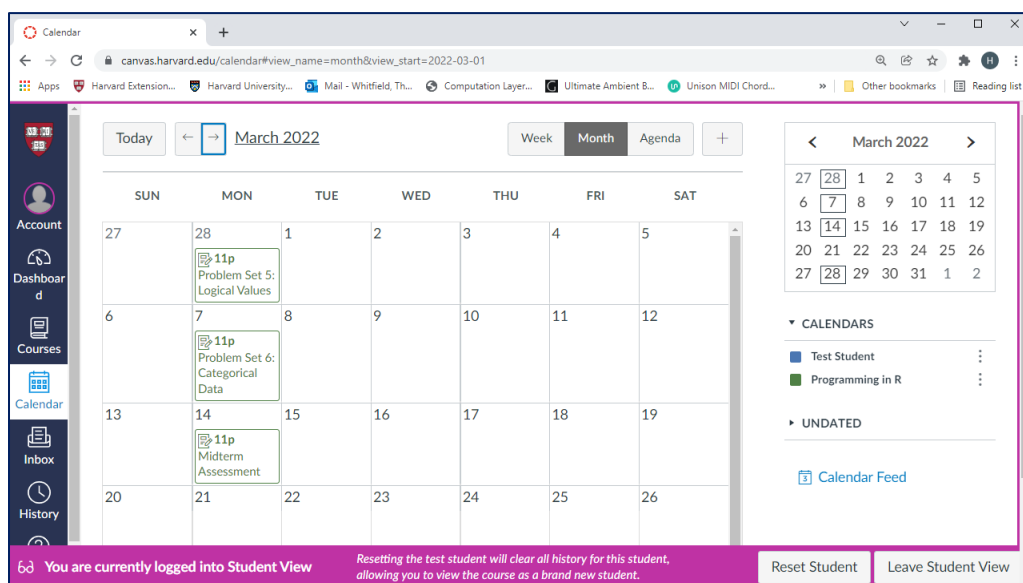 Calendar
canvas.harvard.edu/calendar#view_name=month&view_start=2022-03-01
H
Apps Harvard Extension... Harvard University... Mail - Whitfield, Th... Computation Layer... Ultimate Ambient B... Unison MIDI Chord... » Other bookmarks Reading list
Account
Dashboar
d
Courses
Calendar
Inbox
History
Today ← → March 2022 Week Month Agenda +
SUN MON TUE WED THU FRI SAT
27 28 1 2 3 4 5
11p
Problem Set 5:
Logical Values
6 7 8 9 10 11 12
11p
Problem Set 6:
Categorical
Data
13 14 15 16 17 18 19
11p
Midterm
Assessment
20 21 22 23 24 25 26
March 2022
27 28 1 2 3 4 5
6 7 8 9 10 11 12
13 14 15 16 17 18 19
20 21 22 23 24 25 26
27 28 29 30 31 1 2
CALENDARS
Test Student
Programming in R
UNDATED
3 Calendar Feed
You are currently logged into Student View
Resetting the test student will clear all history for this student,
allowing you to view the course as a brand new student.
Reset Student
Leave Student View